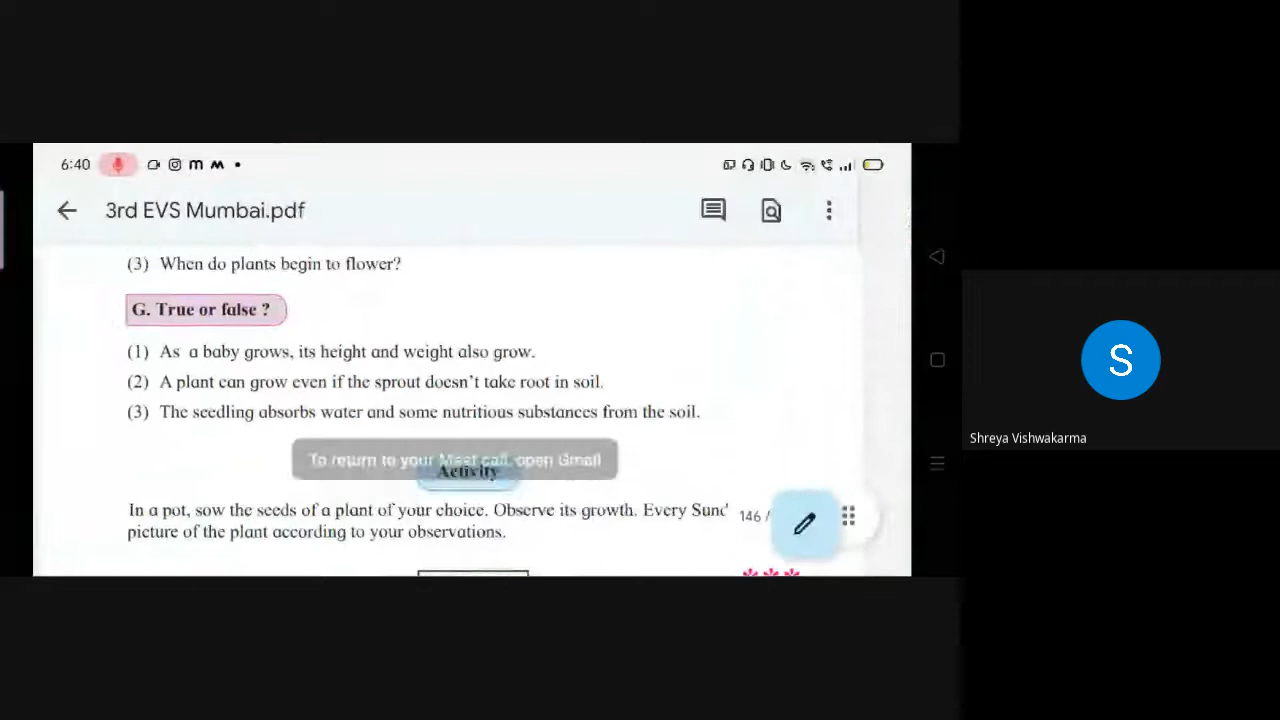 6:40
3rd EVS Mumbai.pdf
(3) When do plants begin to flower?
G. True or false ?
(1) As a baby grows, its height and weight also grow.
(2) A plant can grow even if the sprout doesn't take root in soil.
(3) The seedling absorbs water and some nutritious substances from the soil.
To return to your Meet call, open Gmail
Activity
In a pot, sow the seeds of a plant of your choice. Observe its growth. Every
146 /
picture of the plant according to your observations.
S
Shreya Vishwakarma